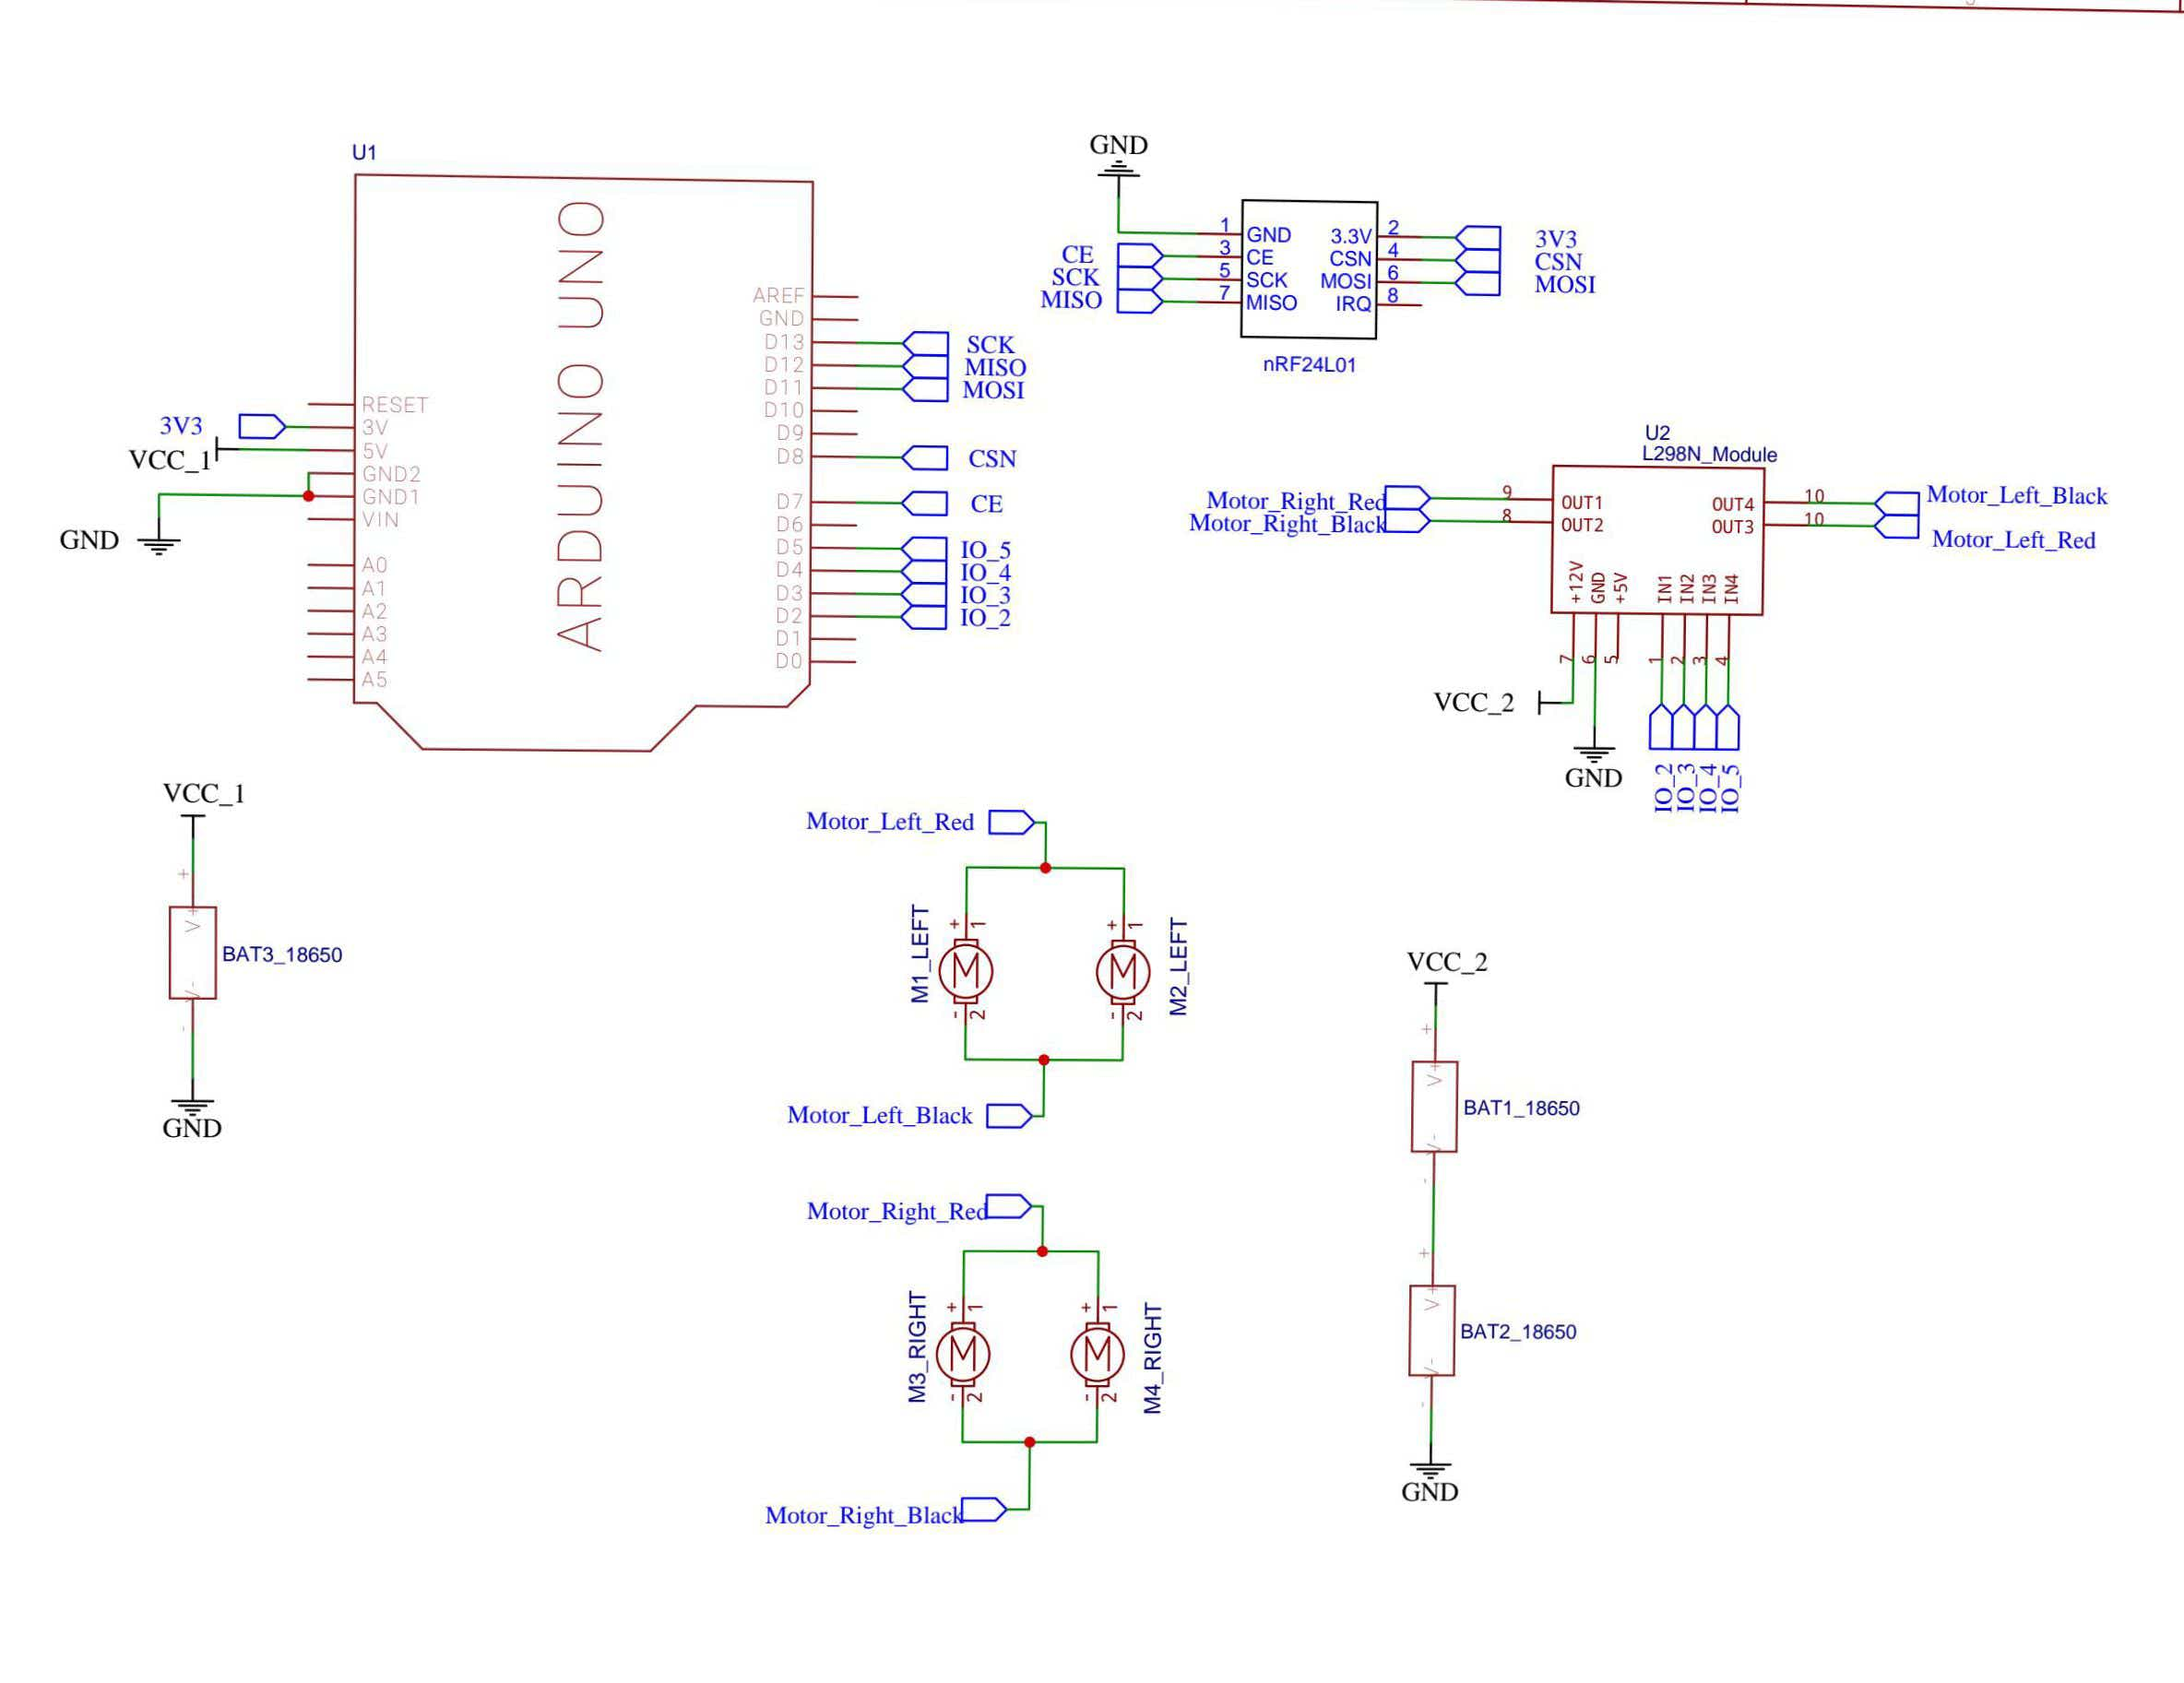 U1
ARDUINO UNO
RESET
3V
5V
GND2
GND1
VIN
A0
A1
A2
A3
A4
A5
AREF
GND
D13
D12
D11
D10
D9
D8
D7
D6
D5
D4
D3
D2
D1
D0
3V3
VCC_1
GND
SCK
MISO
MOSI
CSN
CE
IO_5
IO_4
IO_3
IO_2
GND
CE
SCK
MISO
1
3
5
7
GND
CE
SCK
MISO
3.3V
CSN
MOSI
IRQ
2
4
6
8
3V3
CSN
MOSI
nRF24L01
U2
L298N_Module
Motor_Right_Red
Motor_Right_Black
9
8
OUT1
OUT2
OUT4
OUT3
10
10
Motor_Left_Black
Motor_Left_Red
+12V
GND
+5V
IN1
IN2
IN3
IN4
7
6
5
1
2
3
4
VCC_2
GND
IO_2
IO_3
IO_4
IO_5
VCC_1
+
V+
V-
-
BAT3_18650
GND
Motor_Left_Red
M1_LEFT
+
1
M
-
2
+
1
M
-
2
M2_LEFT
Motor_Left_Black
Motor_Right_Red
M3_RIGHT
+
1
M
-
2
+
1
M
-
2
M4_RIGHT
Motor_Right_Black
VCC_2
+
V+
V-
-
BAT1_18650
+
V+
V-
-
BAT2_18650
GND